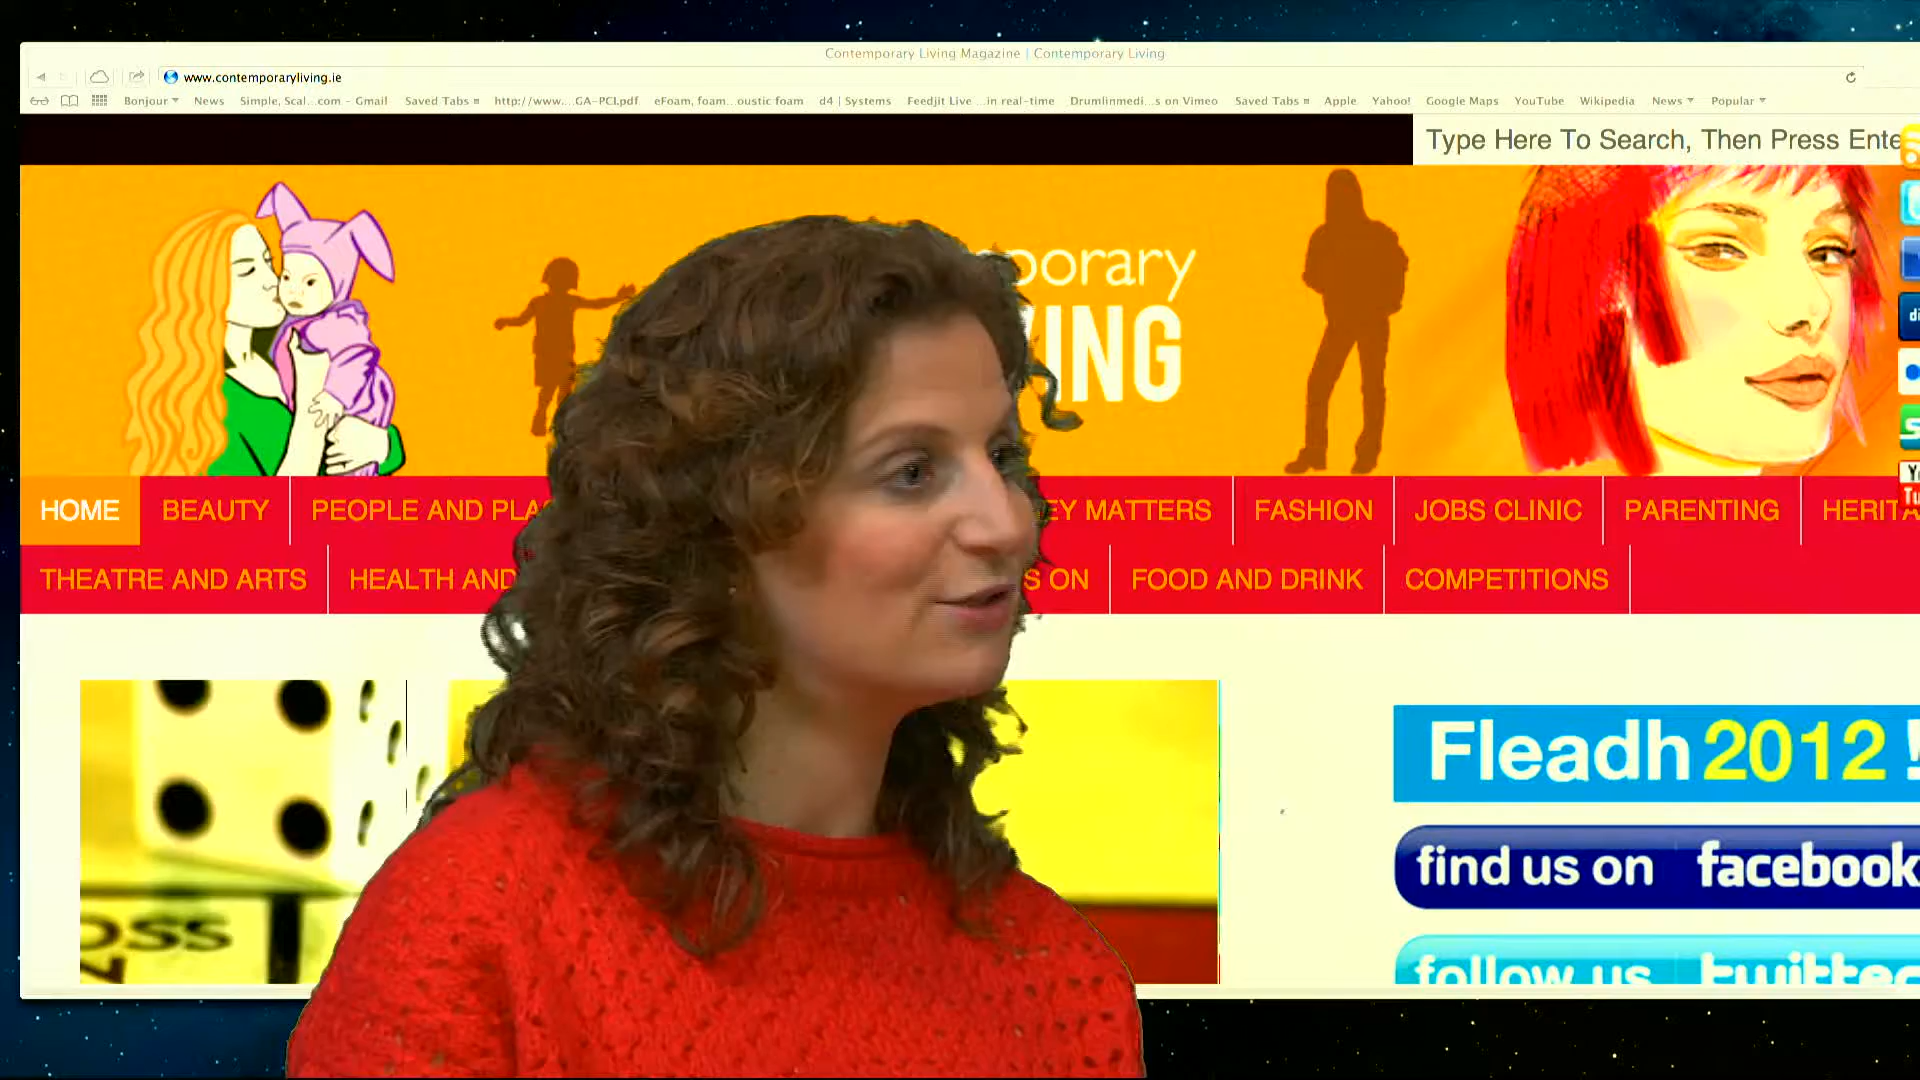 Contemporary Living Magazine | Contemporary Living
www.contemporaryliving.ie
Bonjour News Simple, Scal...com - Gmail Saved Tabs http://www....GA-PCI.pdf eFoam, foam...oustic foam d4 | Systems Feedjit Live ...in real-time Drumlinmedi...s on Vimeo Saved Tabs Apple Yahoo! Google Maps YouTube Wikipedia News Popular
Type Here To Search, Then Press Ente
porary
ING
HOME BEAUTY PEOPLE AND PLA EY MATTERS FASHION JOBS CLINIC PARENTING HERITA
THEATRE AND ARTS HEALTH AND S ON FOOD AND DRINK COMPETITIONS
Fleadh 2012 !
find us on facebook
follow us twitter
OSS